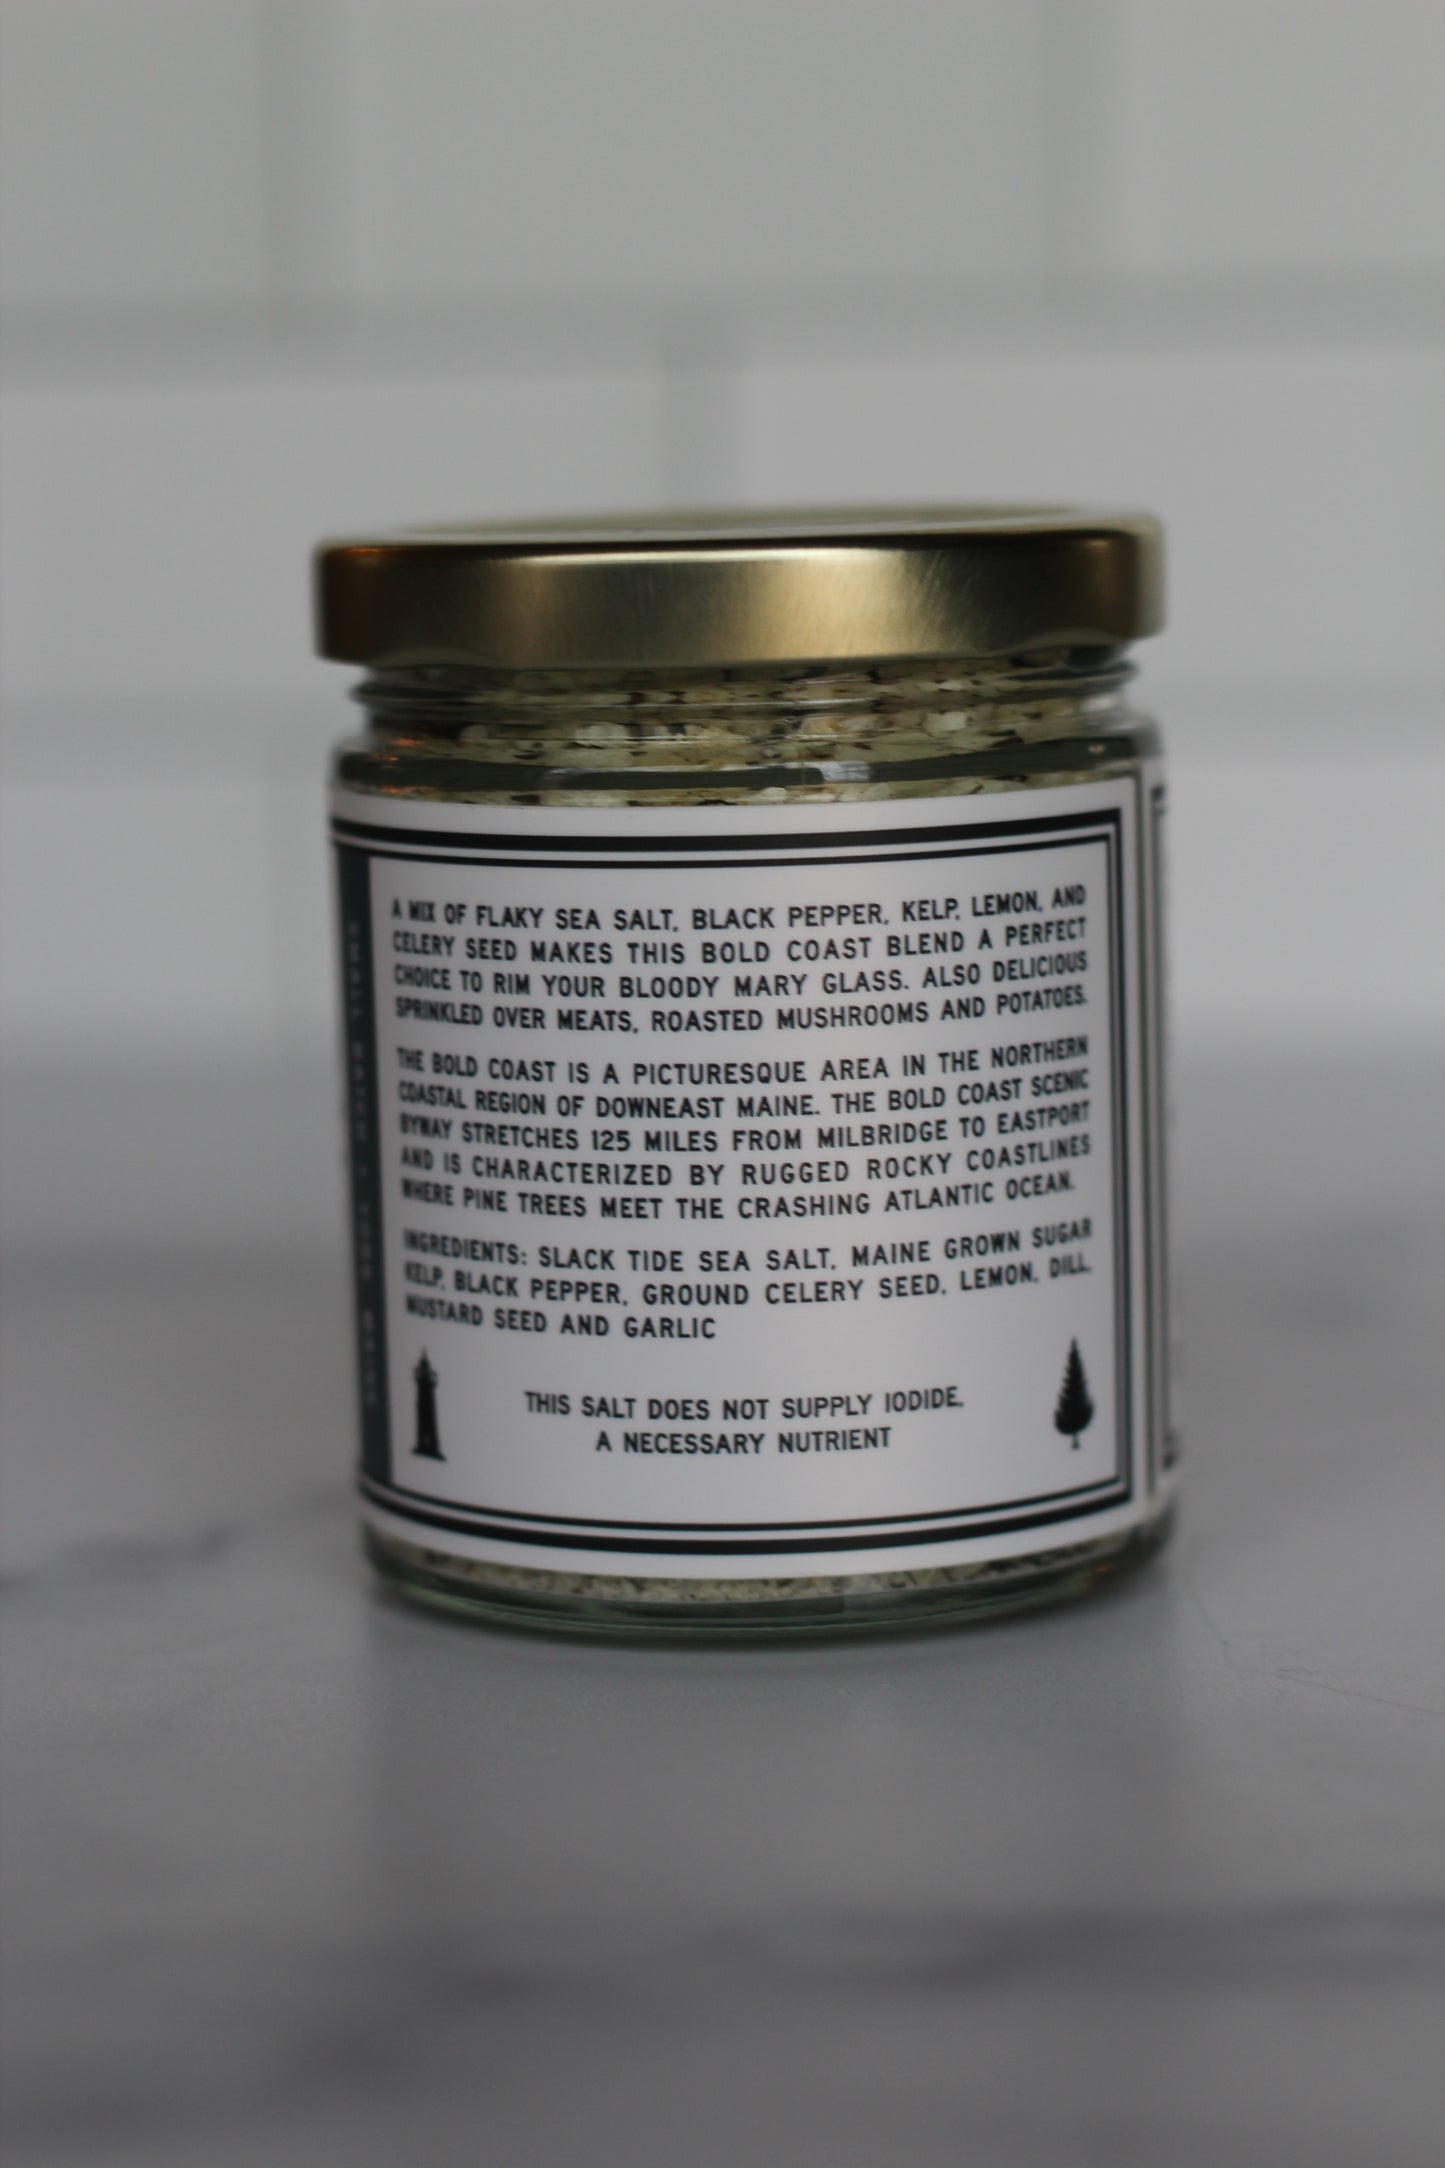 A MIX OF FLAKY SEA SALT, BLACK PEPPER, KELP, LEMON, AND
CELERY SEED MAKES THIS BOLD COAST BLEND A PERFECT
CHOICE TO RIM YOUR BLOODY MARY GLASS. ALSO DELICIOUS
SPRINKLED OVER MEATS, ROASTED MUSHROOMS AND POTATOES.
THE BOLD COAST IS A PICTURESQUE AREA IN THE NORTHERN
COASTAL REGION OF DOWNEAST MAINE. THE BOLD COAST SCENIC
BYWAY STRETCHES 125 MILES FROM MILBRIDGE TO EASTPORT
AND IS CHARACTERIZED BY RUGGED ROCKY COASTLINES
WHERE PINE TREES MEET THE CRASHING ATLANTIC OCEAN.
INGREDIENTS: SLACK TIDE SEA SALT, MAINE GROWN SUGAR
KELP, BLACK PEPPER, GROUND CELERY SEED, LEMON, DILL,
MUSTARD SEED AND GARLIC
THIS SALT DOES NOT SUPPLY IODIDE,
A NECESSARY NUTRIENT